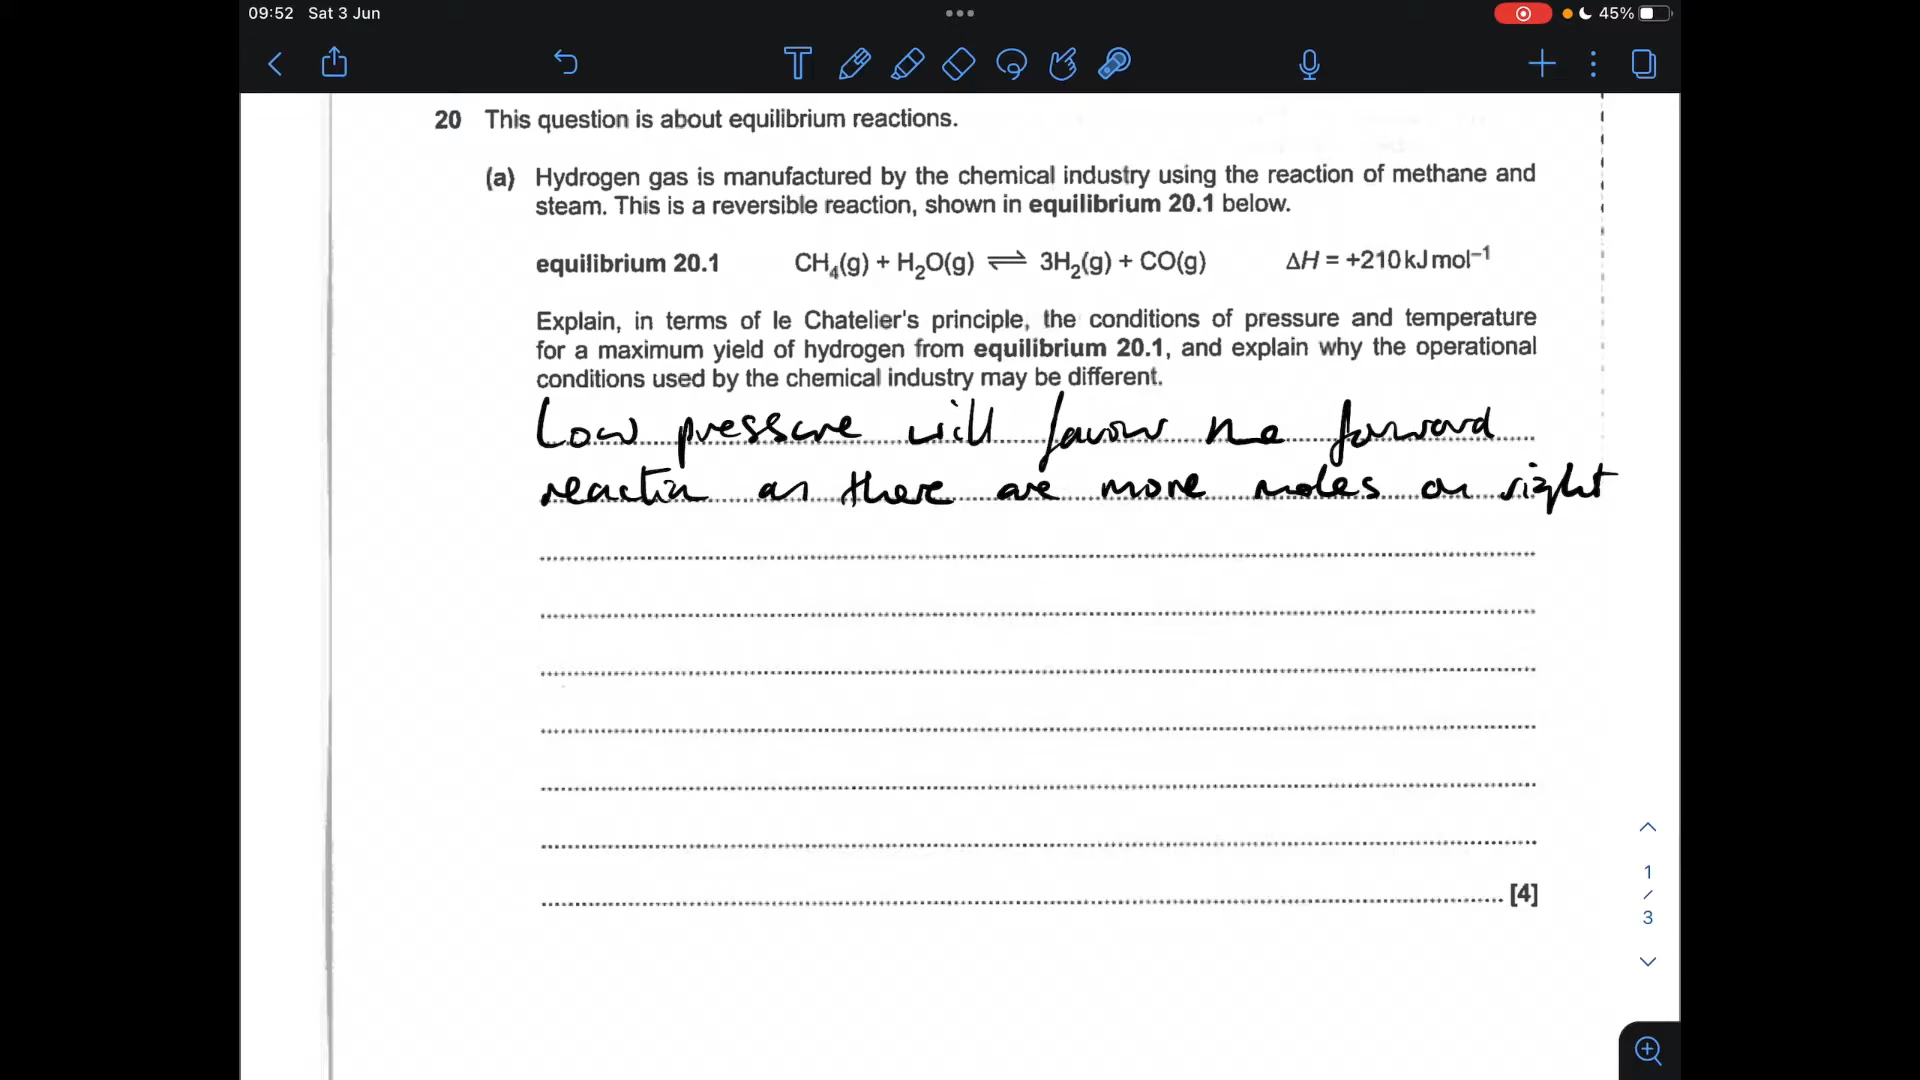 09:52 Sat 3 Jun
45%
20 This question is about equilibrium reactions.
(a) Hydrogen gas is manufactured by the chemical industry using the reaction of methane and
steam. This is a reversible reaction, shown in equilibrium 20.1 below.
equilibrium 20.1 CH₄(g) + H₂O(g) ⇌ 3H₂(g) + CO(g) ΔH = +210 kJ mol⁻¹
Explain, in terms of le Chatelier's principle, the conditions of pressure and temperature
for a maximum yield of hydrogen from equilibrium 20.1, and explain why the operational
conditions used by the chemical industry may be different.
Low pressure will favour the forward
reaction as there are more moles on right
[4]
1
/
3